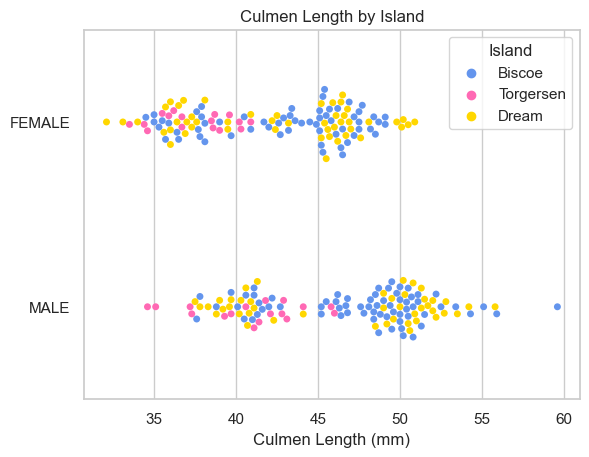 Culmen Length by Island
Island
Biscoe
Torgersen
Dream
FEMALE
MALE
35 40 45 50 55 60
Culmen Length (mm)